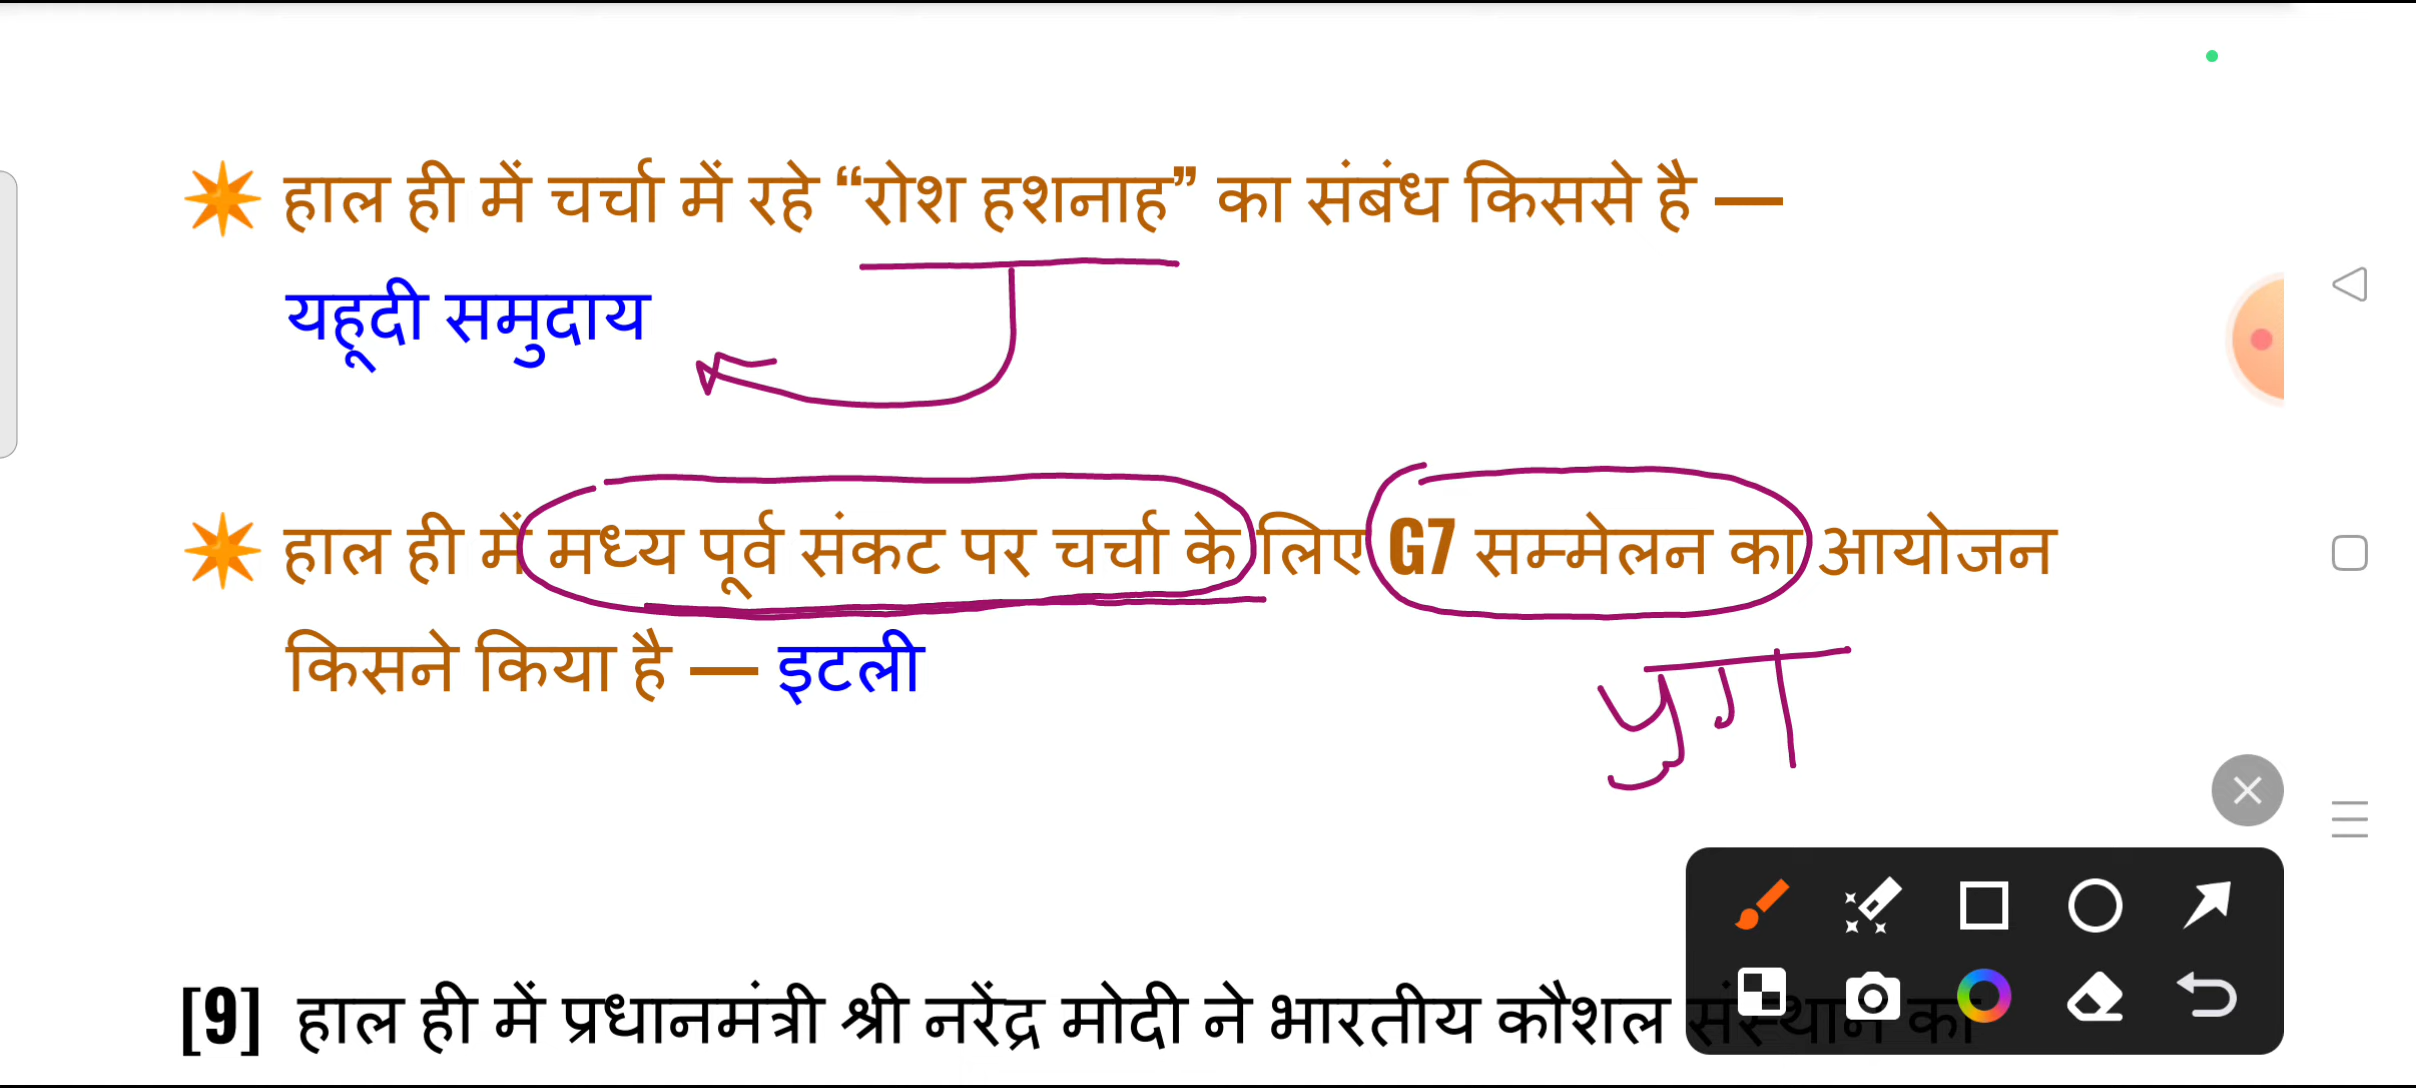 हाल ही में चर्चा में रहे “रोश हशनाह” का संबंध किससे है —
यहूदी समुदाय
हाल ही में मध्य पूर्व संकट पर चर्चा के लिए G7 सम्मेलन का आयोजन
किसने किया है — इटली
[9] हाल ही में प्रधानमंत्री श्री नरेंद्र मोदी ने भारतीय कौशल संस्थान का